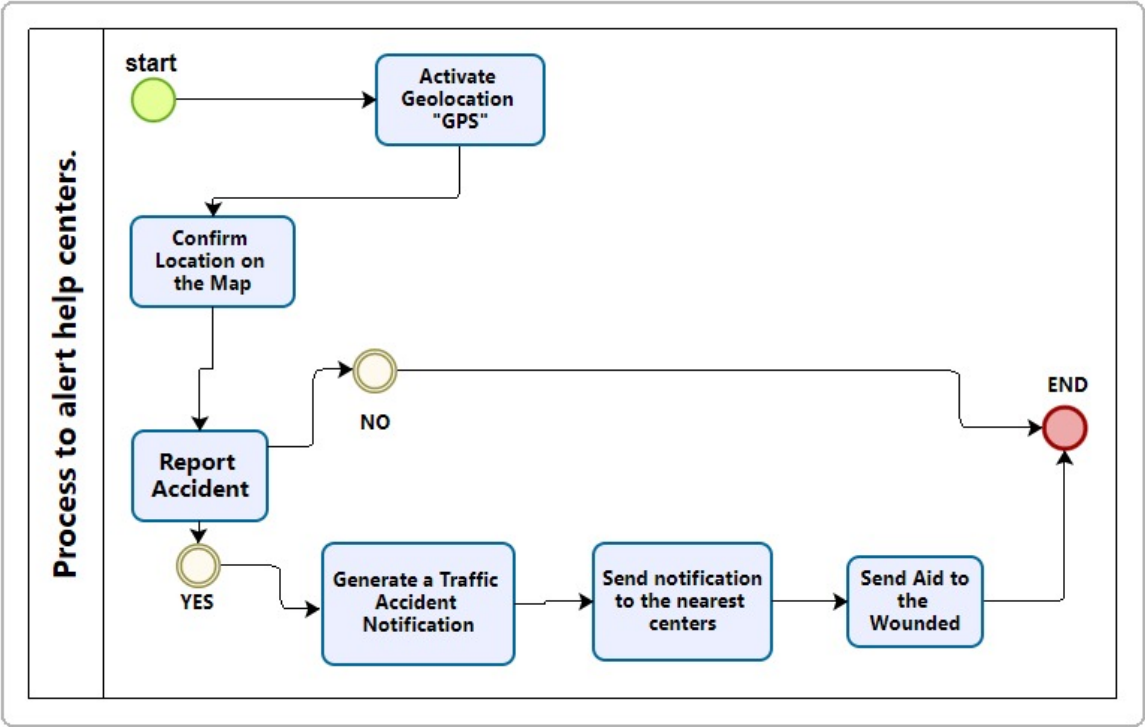 Process to alert help centers.
start
Activate
Geolocation
"GPS"
Confirm
Location on
the Map
NO
END
Report
Accident
YES
Generate a Traffic
Accident
Notification
Send notification
to the nearest
centers
Send Aid to
the
Wounded